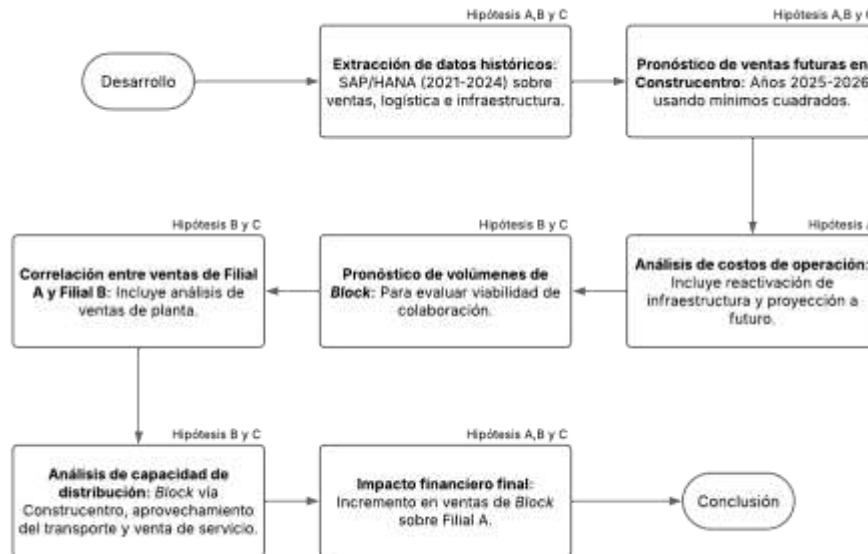 Hipótesis A,B y C
Extracción de datos históricos:
SAP/HANA (2021-2024) sobre
ventas, logística e infraestructura.
Desarrollo
Hipótesis A,B y
Pronóstico de ventas futuras en
Construcentro: Años 2025-2026
usando mínimos cuadrados.
Hipótesis
Análisis de costos de operación:
Incluye reactivación de
infraestructura y proyección a
futuro.
Hipótesis B y C
Pronóstico de volúmenes de
Block: Para evaluar viabilidad de
colaboración.
Hipótesis B y C
Correlación entre ventas de Filial
A y Filial B: Incluye análisis de
ventas de planta.
Hipótesis B y C
Análisis de capacidad de
distribución: Block vía
Construcentro, aprovechamiento
del transporte y venta de servicio.
Hipótesis A,B y C
Impacto financiero final:
Incremento en ventas de Block
sobre Filial A.
Conclusión